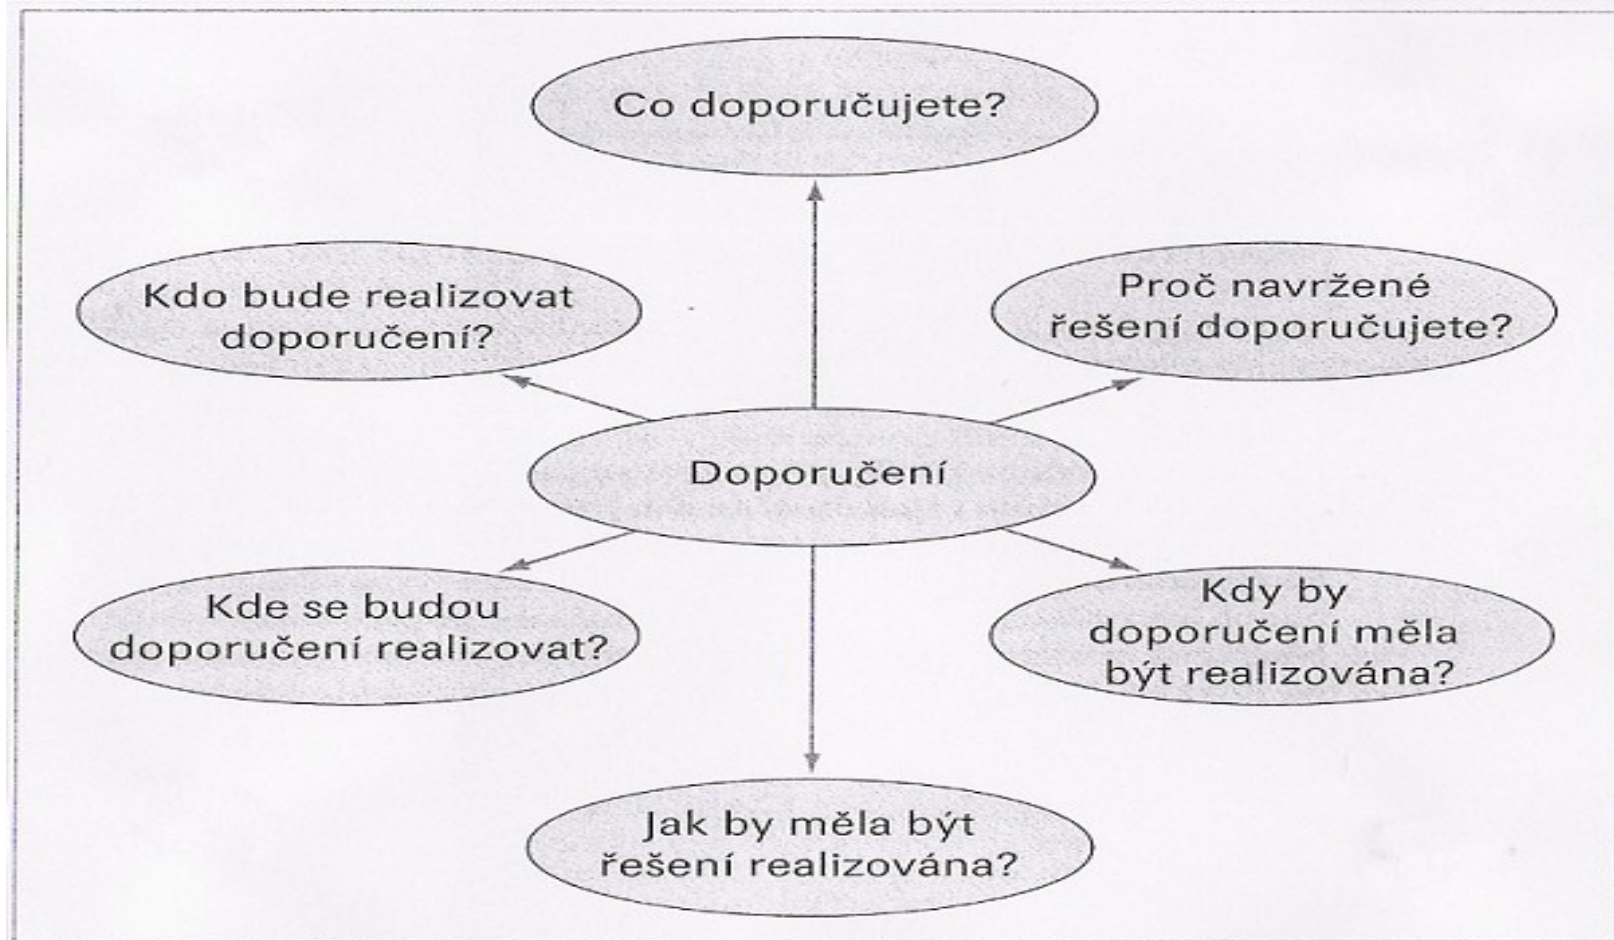 Co doporučujete?
Kdo bude realizovat
doporučení?
Proč navržené
řešení doporučujete?
Doporučení
Kde se budou
doporučení realizovat?
Kdy by
doporučení měla
být realizována?
Jak by měla být
řešení realizována?